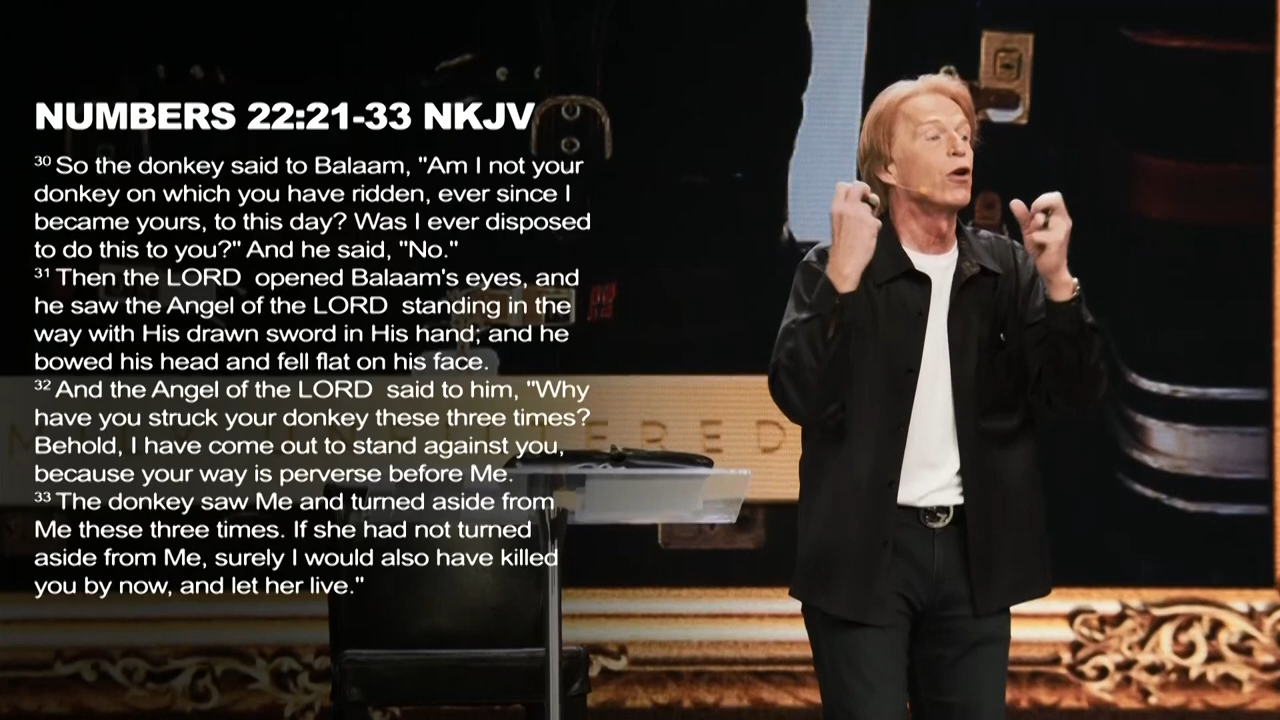 NUMBERS 22:21-33 NKJV
30 So the donkey said to Balaam, "Am I not your
donkey on which you have ridden, ever since I
became yours, to this day? Was I ever disposed
to do this to you?" And he said, "No."
31 Then the LORD  opened Balaam's eyes, and
he saw the Angel of the LORD  standing in the
way with His drawn sword in His hand; and he
bowed his head and fell flat on his face.
32 And the Angel of the LORD  said to him, "Why
have you struck your donkey these three times?
Behold, I have come out to stand against you,
because your way is perverse before Me.
33 The donkey saw Me and turned aside from
Me these three times. If she had not turned
aside from Me, surely I would also have killed
you by now, and let her live."